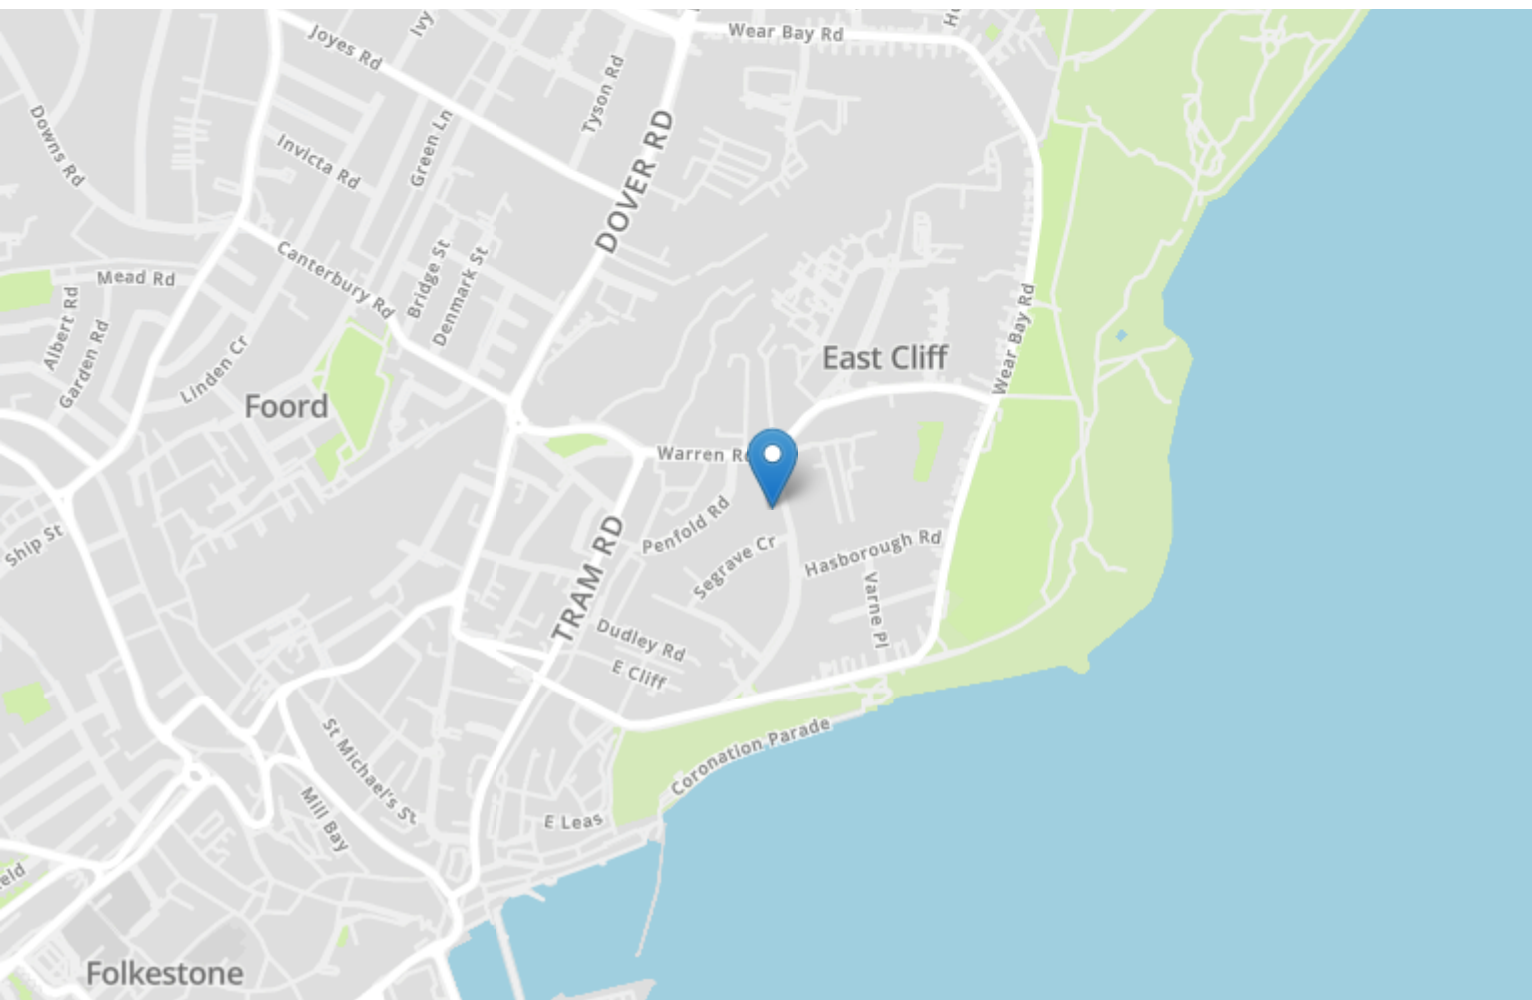 Wear Bay Rd
Joyes Rd
Ivy
Tyson Rd
Downs Rd
Green Ln
DOVER RD
Invicta Rd
Canterbury Rd
Bridge St
Denmark St
Mead Rd
Albert Rd
Garden Rd
Linden Cr
Wear Bay Rd
East Cliff
Foord
Warren Rd
Penfold Rd
Ship St
Segrave Cr
Hasborough Rd
TRAM RD
Varne Pl
Dudley Rd
E Cliff
St Michael's St
Coronation Parade
Mill Bay
E Leas
Folkestone